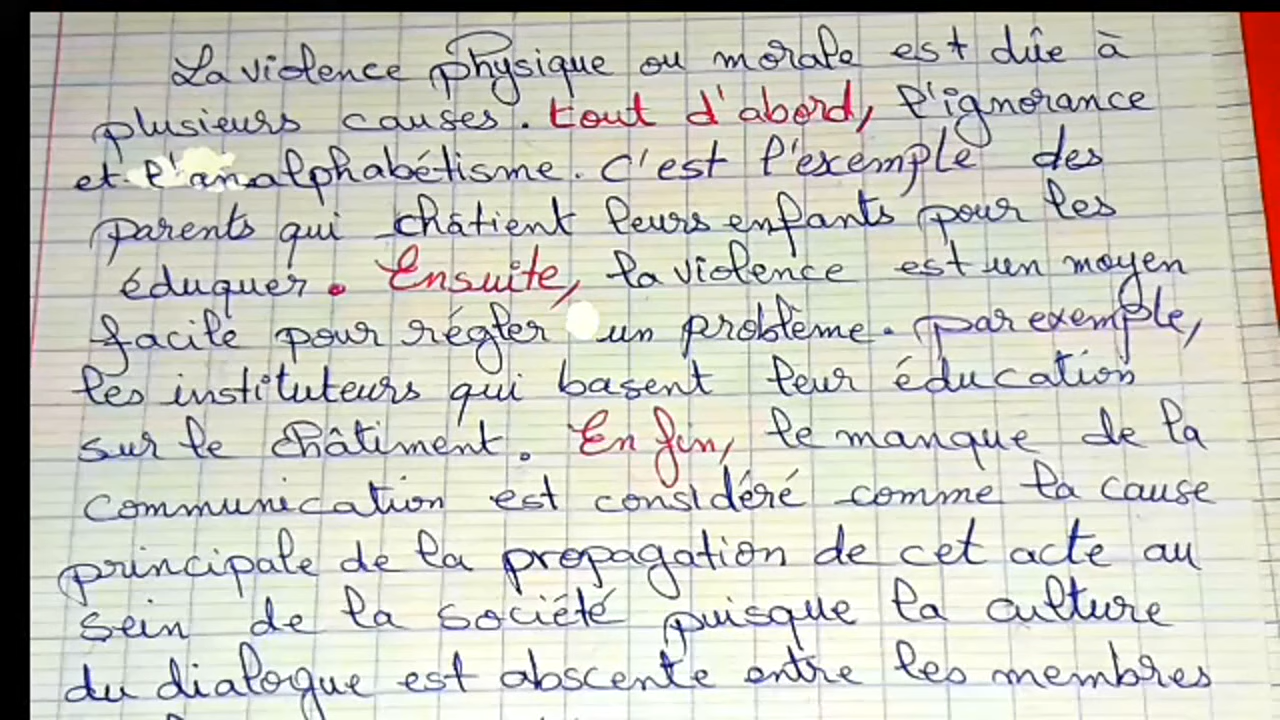 La violence physique ou morale est dûe à
plusieurs causes. tout d'abord, l'ignorance
et l'analphabétisme. C'est l'exemple des
parents qui châtient leurs enfants pour les
éduquer. Ensuite, la violence est un moyen
facile pour régler un problème. par exemple,
les instituteurs qui basent leur éducation
sur le châtiment. En fin, le manque de la
communication est considéré comme la cause
principale de la propagation de cet acte au
sein de la société puisque la culture
du dialogue est abscente entre les membres